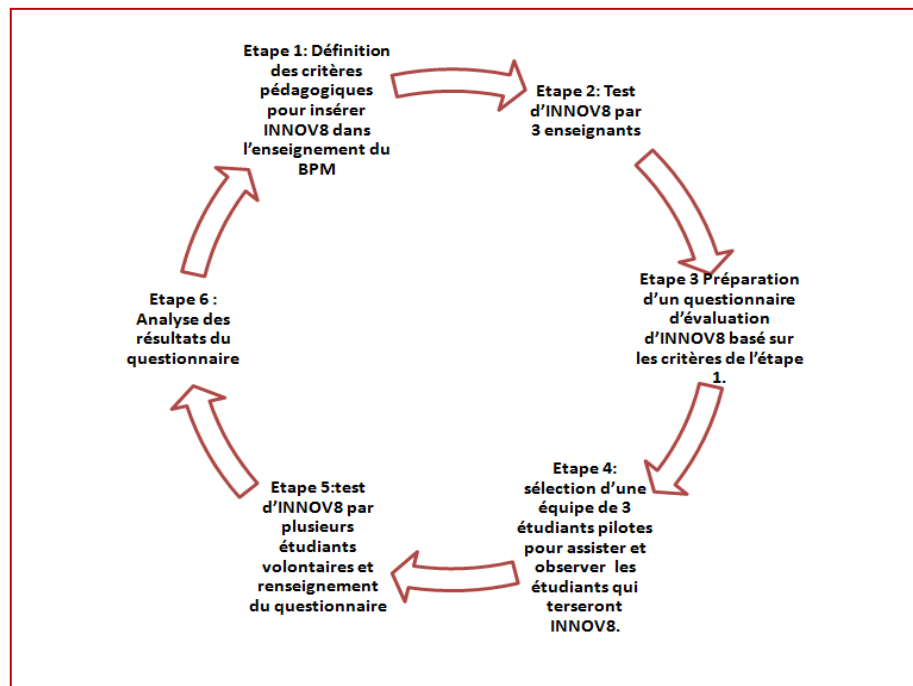 Etape 1: Définition
des critères
pédagogiques
pour insérer
INNOV8 dans
l’enseignement du
BPM
Etape 2: Test
d’INNOV8 par
3 enseignants
Etape 3 Préparation
d’un questionnaire
d’évaluation
d’INNOV8 basé sur
les critères de l’étape
1.
Etape 4:
sélection d’une
équipe de 3
étudiants pilotes
pour assister et
observer les
étudiants qui
terseront
INNOV8.
Etape 5:test
d’INNOV8 par
plusieurs
étudiants
volontaires et
renseignement
du questionnaire
Etape 6 :
Analyse des
résultats du
questionnaire